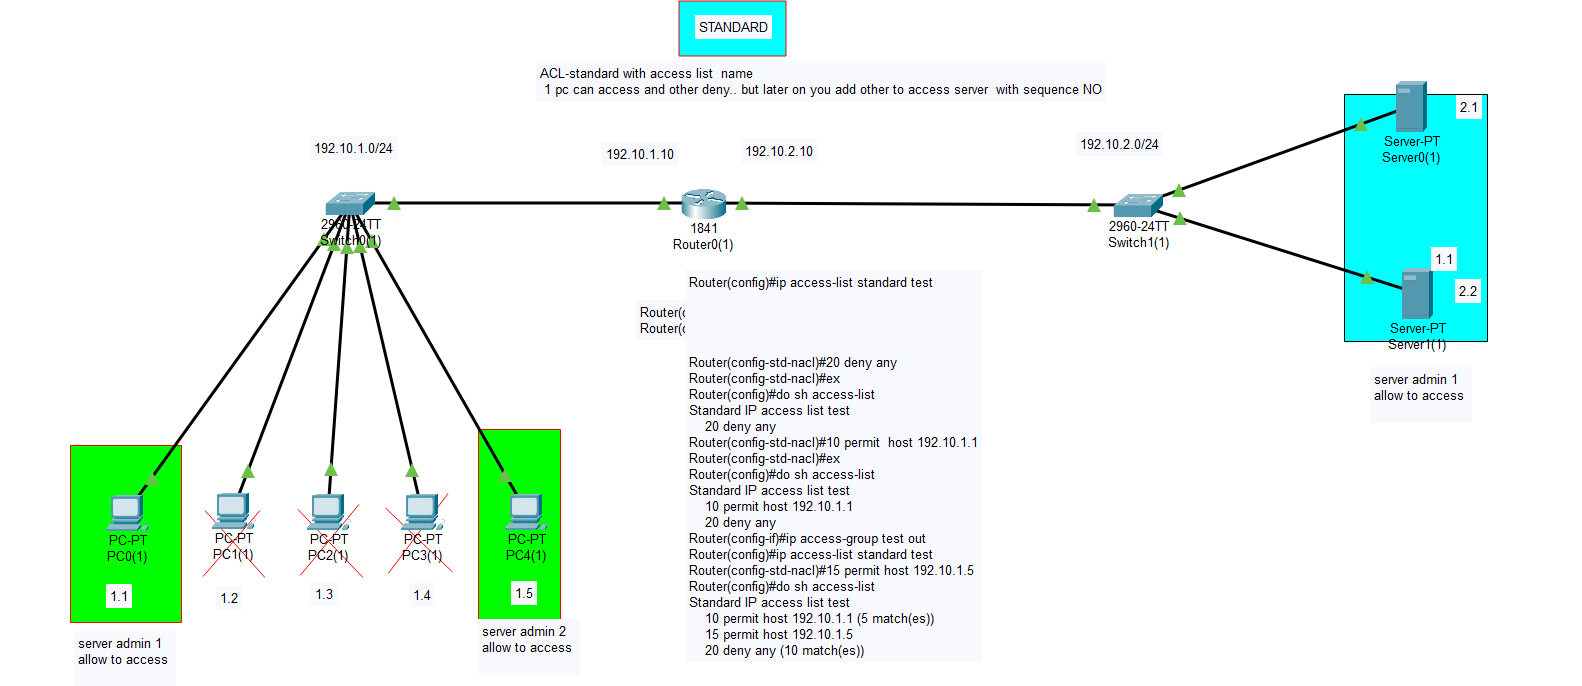 STANDARD
ACL-standard with access list  name
1 pc can access and other deny.. but later on you add other to access server  with sequence NO
192.10.1.0/24
192.10.1.10
192.10.2.10
192.10.2.0/24
2.1
Server-PT
Server0(1)
2960-24TT
Switch0(1)
1841
Router0(1)
2960-24TT
Switch1(1)
1.1
2.2
Server-PT
Server1(1)
server admin 1
allow to access
Router(config)#ip access-list standard test
Router(c
Router(c
Router(config-std-nacl)#20 deny any
Router(config-std-nacl)#ex
Router(config)#do sh access-list
Standard IP access list test
20 deny any
Router(config-std-nacl)#10 permit  host 192.10.1.1
Router(config-std-nacl)#ex
Router(config)#do sh access-list
Standard IP access list test
10 permit host 192.10.1.1
20 deny any
Router(config-if)#ip access-group test out
Router(config)#ip access-list standard test
Router(config-std-nacl)#15 permit host 192.10.1.5
Router(config)#do sh access-list
Standard IP access list test
10 permit host 192.10.1.1 (5 match(es))
15 permit host 192.10.1.5
20 deny any (10 match(es))
PC-PT
PC0(1)
PC-PT
PC1(1)
PC-PT
PC2(1)
PC-PT
PC3(1)
PC-PT
PC4(1)
1.1
1.2
1.3
1.4
1.5
server admin 1
allow to access
server admin 2
allow to access